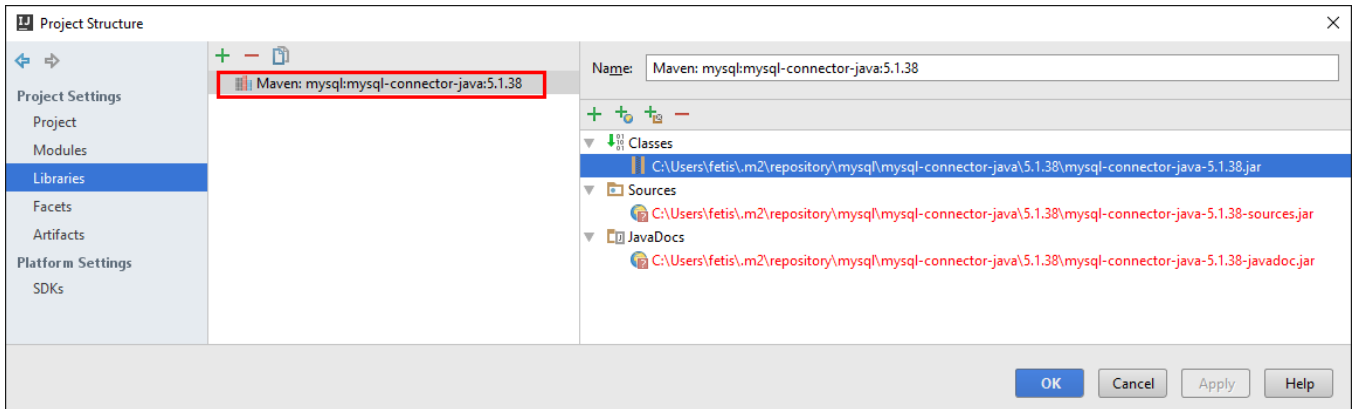 Project Structure
Project Settings
Project
Modules
Libraries
Facets
Artifacts
Platform Settings
SDKs
Maven: mysql:mysql-connector-java:5.1.38
Name: Maven: mysql:mysql-connector-java:5.1.38
Classes
C:\Users\fetis\.m2\repository\mysql\mysql-connector-java\5.1.38\mysql-connector-java-5.1.38.jar
Sources
C:\Users\fetis\.m2\repository\mysql\mysql-connector-java\5.1.38\mysql-connector-java-5.1.38-sources.jar
JavaDocs
C:\Users\fetis\.m2\repository\mysql\mysql-connector-java\5.1.38\mysql-connector-java-5.1.38-javadoc.jar
OK Cancel Apply Help